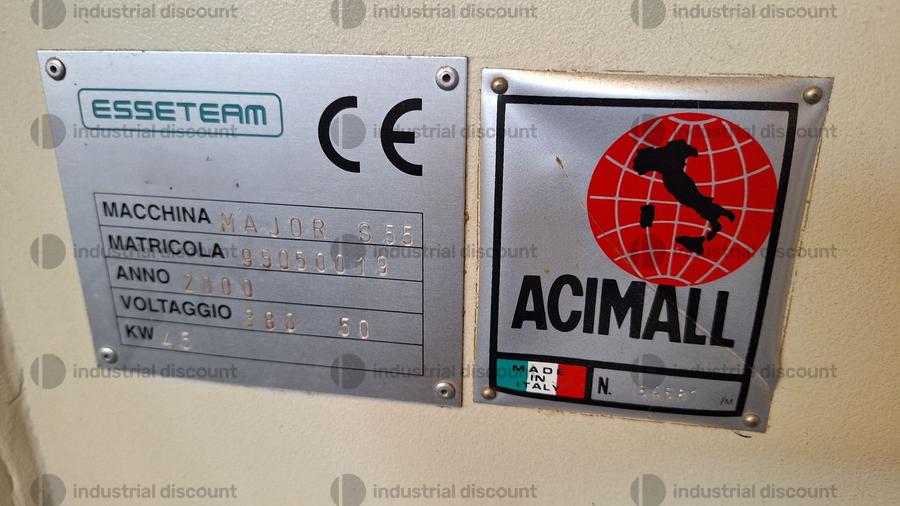 ESSETEAM
CE
MACCHINA MAJOR S55
MATRICOLA 95050019
ANNO 2000
VOLTAGGIO 380 50
KW 45
ACIMALL
MADE
IN
ITALY
N.
/M
industrial discount